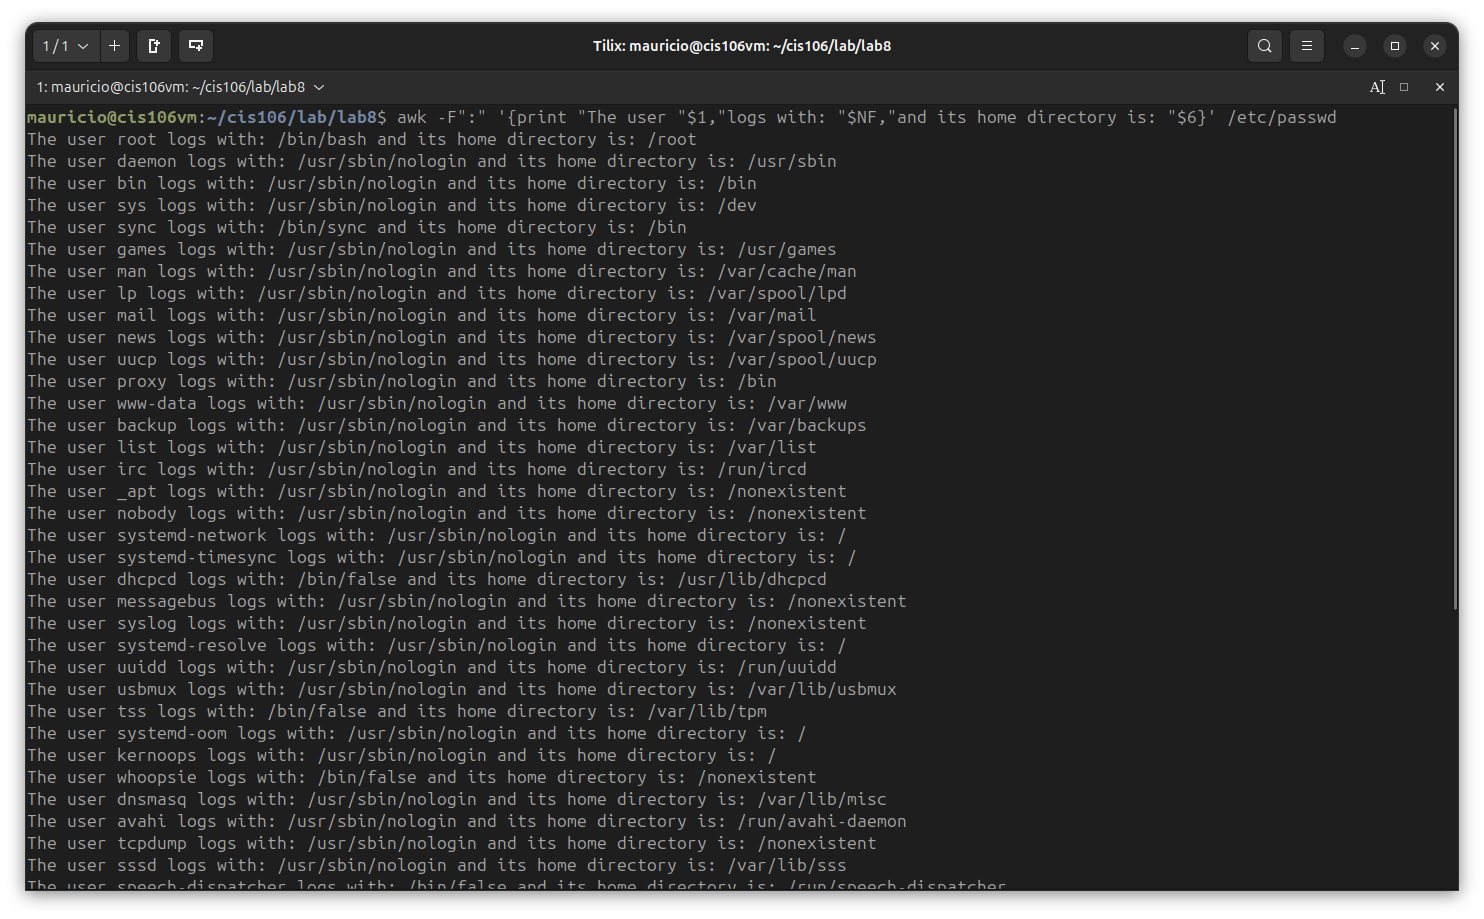 1 / 1
Tilix: mauricio@cis106vm: ~/cis106/lab/lab8
1: mauricio@cis106vm: ~/cis106/lab/lab8
mauricio@cis106vm:~/cis106/lab/lab8$ awk -F":" '{print "The user "$1,"logs with: "$NF,"and its home directory is: "$6}' /etc/passwd
The user root logs with: /bin/bash and its home directory is: /root
The user daemon logs with: /usr/sbin/nologin and its home directory is: /usr/sbin
The user bin logs with: /usr/sbin/nologin and its home directory is: /bin
The user sys logs with: /usr/sbin/nologin and its home directory is: /dev
The user sync logs with: /bin/sync and its home directory is: /bin
The user games logs with: /usr/sbin/nologin and its home directory is: /usr/games
The user man logs with: /usr/sbin/nologin and its home directory is: /var/cache/man
The user lp logs with: /usr/sbin/nologin and its home directory is: /var/spool/lpd
The user mail logs with: /usr/sbin/nologin and its home directory is: /var/mail
The user news logs with: /usr/sbin/nologin and its home directory is: /var/spool/news
The user uucp logs with: /usr/sbin/nologin and its home directory is: /var/spool/uucp
The user proxy logs with: /usr/sbin/nologin and its home directory is: /bin
The user www-data logs with: /usr/sbin/nologin and its home directory is: /var/www
The user backup logs with: /usr/sbin/nologin and its home directory is: /var/backups
The user list logs with: /usr/sbin/nologin and its home directory is: /var/list
The user irc logs with: /usr/sbin/nologin and its home directory is: /run/ircd
The user _apt logs with: /usr/sbin/nologin and its home directory is: /nonexistent
The user nobody logs with: /usr/sbin/nologin and its home directory is: /nonexistent
The user systemd-network logs with: /usr/sbin/nologin and its home directory is: /
The user systemd-timesync logs with: /usr/sbin/nologin and its home directory is: /
The user dhcpcd logs with: /bin/false and its home directory is: /usr/lib/dhcpcd
The user messagebus logs with: /usr/sbin/nologin and its home directory is: /nonexistent
The user syslog logs with: /usr/sbin/nologin and its home directory is: /nonexistent
The user systemd-resolve logs with: /usr/sbin/nologin and its home directory is: /
The user uuidd logs with: /usr/sbin/nologin and its home directory is: /run/uuidd
The user usbmux logs with: /usr/sbin/nologin and its home directory is: /var/lib/usbmux
The user tss logs with: /bin/false and its home directory is: /var/lib/tpm
The user systemd-oom logs with: /usr/sbin/nologin and its home directory is: /
The user kernoops logs with: /usr/sbin/nologin and its home directory is: /
The user whoopsie logs with: /bin/false and its home directory is: /nonexistent
The user dnsmasq logs with: /usr/sbin/nologin and its home directory is: /var/lib/misc
The user avahi logs with: /usr/sbin/nologin and its home directory is: /run/avahi-daemon
The user tcpdump logs with: /usr/sbin/nologin and its home directory is: /nonexistent
The user sssd logs with: /usr/sbin/nologin and its home directory is: /var/lib/sss
The user speech-dispatcher logs with: /bin/false and its home directory is: /run/speech-dispatcher